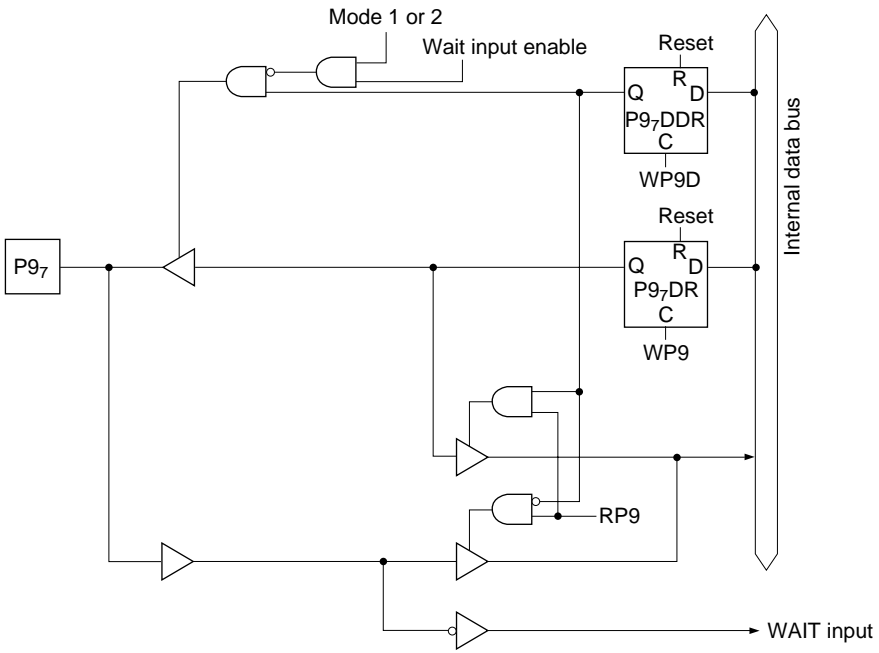 Mode 1 or 2
Wait input enable
Reset
R
Q
D
P9₇DDR
C
WP9D
Internal data bus
Reset
R
Q
D
P9₇DR
C
WP9
P9₇
RP9
WAIT input